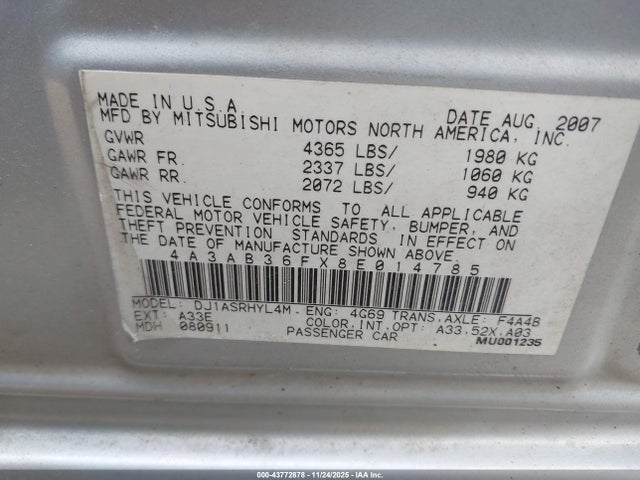 MADE IN U.S.A. DATE AUG. 2007
MFD BY MITSUBISHI MOTORS NORTH AMERICA, INC.
GVWR 4365 LBS/ 1980 KG
GAWR FR. 2337 LBS/ 1060 KG
GAWR RR. 2072 LBS/ 940 KG
THIS VEHICLE CONFORMS TO ALL APPLICABLE
FEDERAL MOTOR VEHICLE SAFETY, BUMPER, AND
THEFT PREVENTION STANDARDS IN EFFECT ON
THE DATE OF MANUFACTURE SHOWN ABOVE.
4A3AB36FX8E014785
MODEL: DJ1ASRHYL4M ENG: 4G69 TRANS.AXLE: F4A4B
EXT: A33E COLOR.INT.OPT: A33.52X.A03
MDH 080911 PASSENGER CAR MU001235
000-43772878 | 11/24/2025 | IAA Inc.